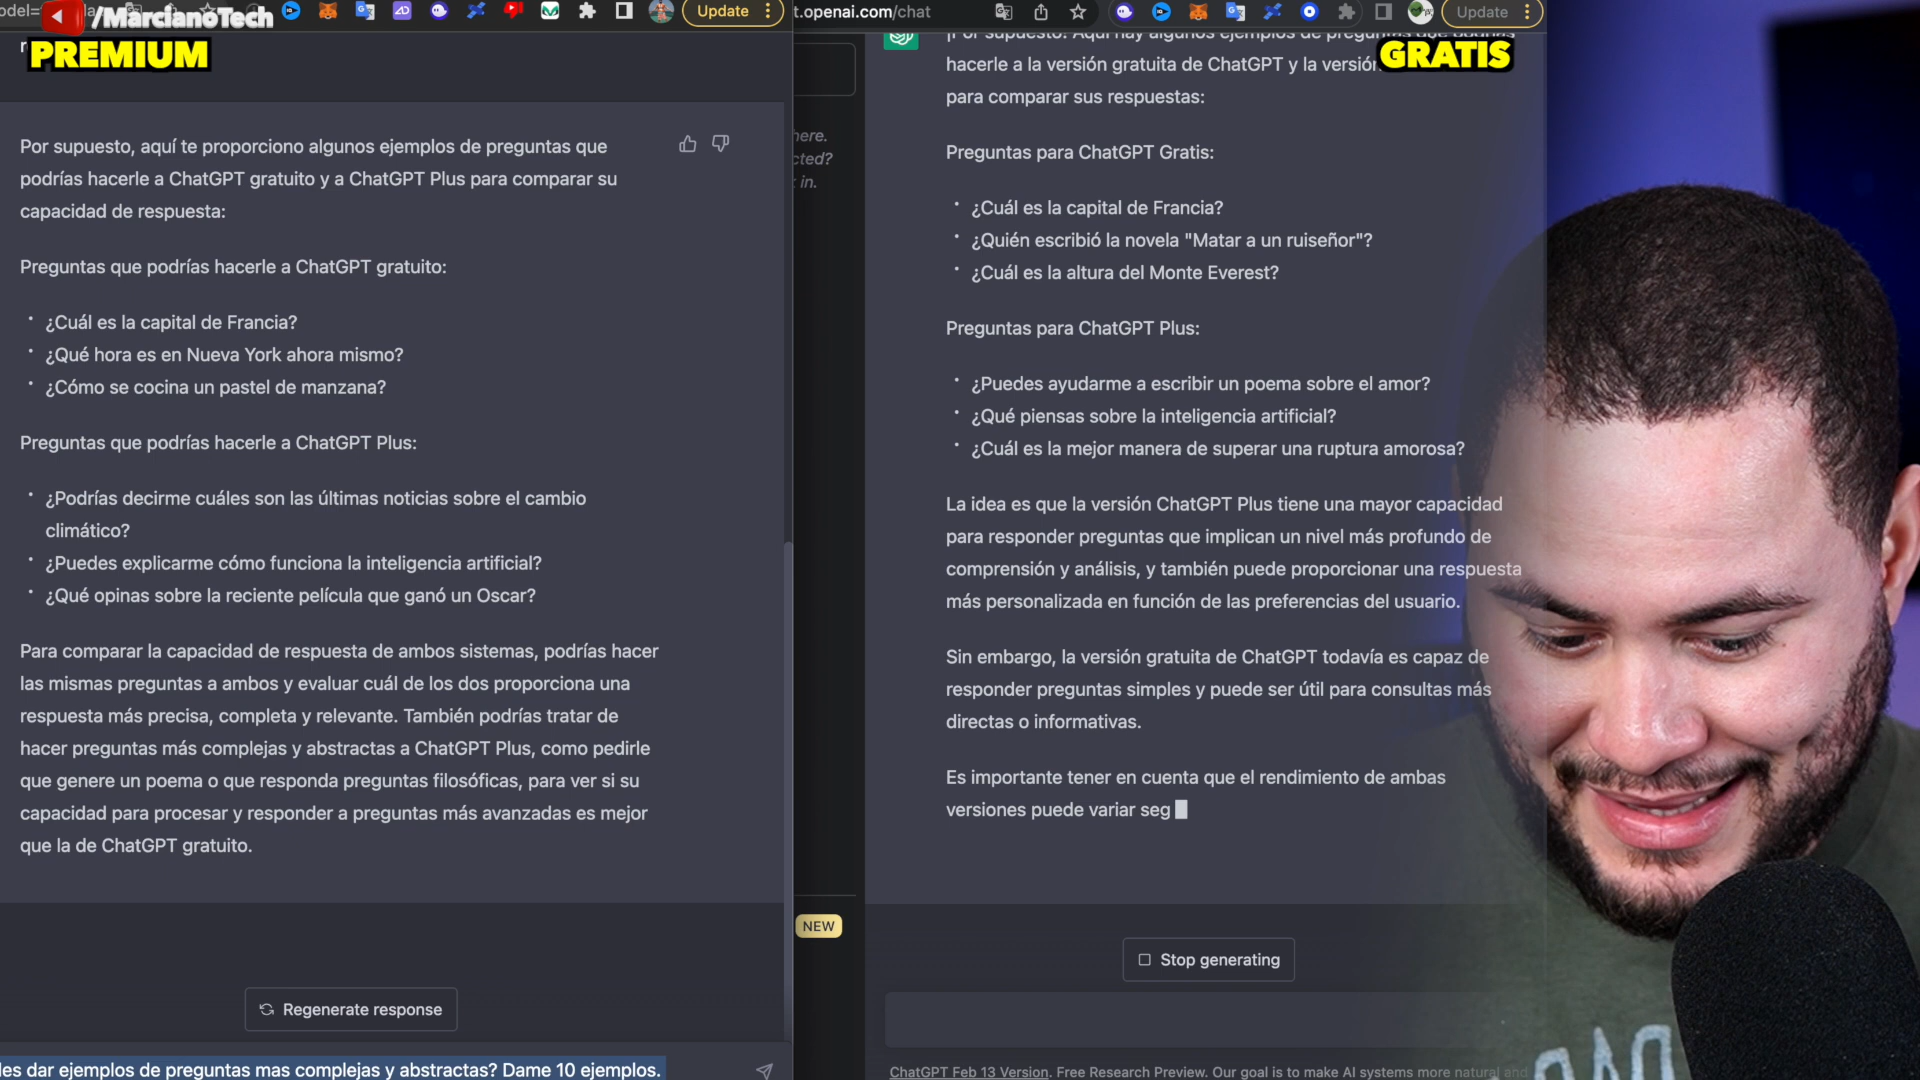 /MarcianoTech
PREMIUM
Update
Por supuesto, aquí te proporciono algunos ejemplos de preguntas que
podrías hacerle a ChatGPT gratuito y a ChatGPT Plus para comparar su
capacidad de respuesta:
Preguntas que podrías hacerle a ChatGPT gratuito:
¿Cuál es la capital de Francia?
¿Qué hora es en Nueva York ahora mismo?
¿Cómo se cocina un pastel de manzana?
Preguntas que podrías hacerle a ChatGPT Plus:
¿Podrías decirme cuáles son las últimas noticias sobre el cambio
climático?
¿Puedes explicarme cómo funciona la inteligencia artificial?
¿Qué opinas sobre la reciente película que ganó un Oscar?
Para comparar la capacidad de respuesta de ambos sistemas, podrías hacer
las mismas preguntas a ambos y evaluar cuál de los dos proporciona una
respuesta más precisa, completa y relevante. También podrías tratar de
hacer preguntas más complejas y abstractas a ChatGPT Plus, como pedirle
que genere un poema o que responda preguntas filosóficas, para ver si su
capacidad para procesar y responder a preguntas más avanzadas es mejor
que la de ChatGPT gratuito.
Regenerate response
les dar ejemplos de preguntas mas complejas y abstractas? Dame 10 ejemplos.
here.
cted?
in.
NEW
t.openai.com/chat
Update
GRATIS
¡Por supuesto! Aquí hay algunos ejemplos de preguntas que podrías
hacerle a la versión gratuita de ChatGPT y la versión
para comparar sus respuestas:
Preguntas para ChatGPT Gratis:
¿Cuál es la capital de Francia?
¿Quién escribió la novela "Matar a un ruiseñor"?
¿Cuál es la altura del Monte Everest?
Preguntas para ChatGPT Plus:
¿Puedes ayudarme a escribir un poema sobre el amor?
¿Qué piensas sobre la inteligencia artificial?
¿Cuál es la mejor manera de superar una ruptura amorosa?
La idea es que la versión ChatGPT Plus tiene una mayor capacidad
para responder preguntas que implican un nivel más profundo de
comprensión y análisis, y también puede proporcionar una respuesta
más personalizada en función de las preferencias del usuario.
Sin embargo, la versión gratuita de ChatGPT todavía es capaz de
responder preguntas simples y puede ser útil para consultas más
directas o informativas.
Es importante tener en cuenta que el rendimiento de ambas
versiones puede variar seg
Stop generating
ChatGPT Feb 13 Version. Free Research Preview. Our goal is to make AI systems more natural and